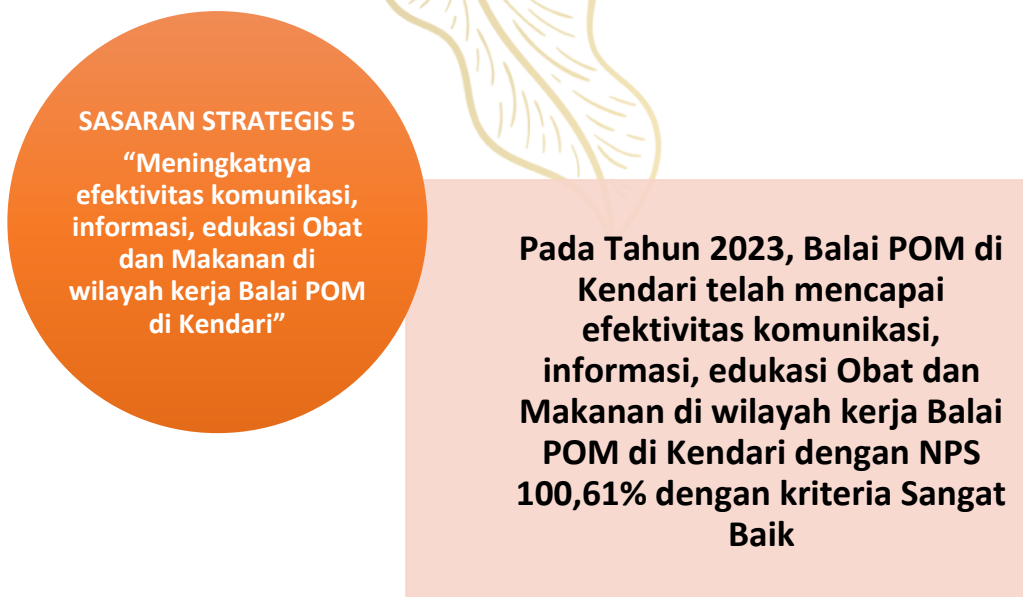 SASARAN STRATEGIS 5
“Meningkatnya
efektivitas komunikasi,
informasi, edukasi Obat
dan Makanan di
wilayah kerja Balai POM
di Kendari”
Pada Tahun 2023, Balai POM di
Kendari telah mencapai
efektivitas komunikasi,
informasi, edukasi Obat dan
Makanan di wilayah kerja Balai
POM di Kendari dengan NPS
100,61% dengan kriteria Sangat
Baik